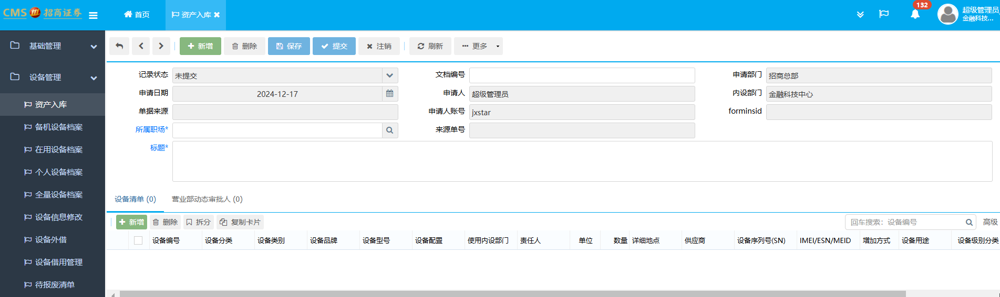 CMS 招商证券
首页
资产入库
132
超级管理员
金融科技...
基础管理
设备管理
资产入库
备机设备档案
在用设备档案
个人设备档案
全量设备档案
设备信息修改
设备外借
设备借用管理
待报废清单
新增 删除 保存 提交 注销 刷新 更多
记录状态 未提交 文档编号 申请部门 招商总部
申请日期 2024-12-17 申请人 超级管理员 内设部门 金融科技中心
单据来源 申请人账号 jxstar forminsid
所属职场* 来源单号
标题*
设备清单 (0) 营业部动态审批人 (0)
新增 删除 拆分 复制卡片 回车搜索：设备编号 高级
设备编号 设备分类 设备类别 设备品牌 设备型号 设备配置 使用内设部门 责任人 单位 数量 详细地点 供应商 设备序列号(SN) IMEI/ESN/MEID 增加方式 设备用途 设备级别分类